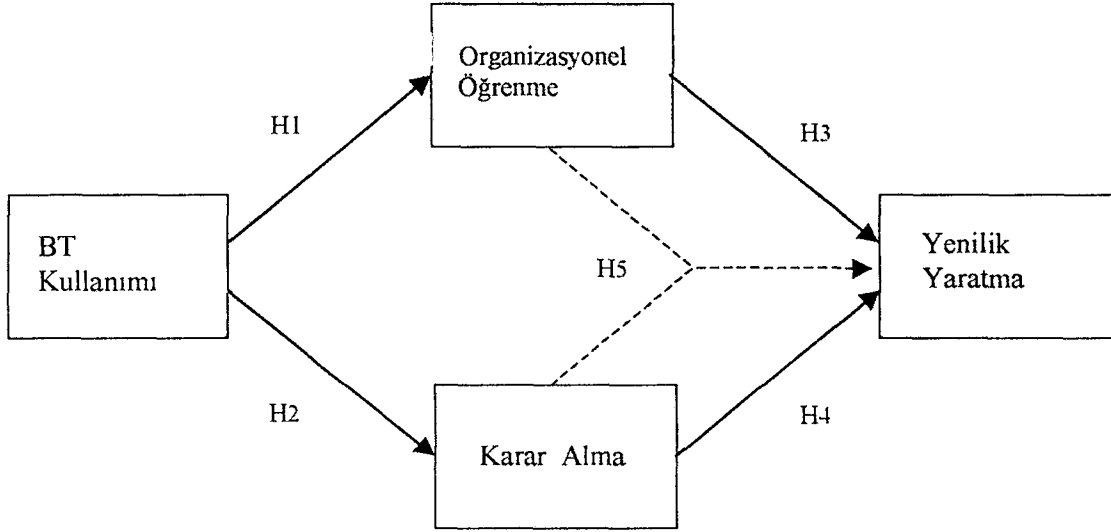 Organizasyonel
Öğrenme
H1
H3
BT
Kullanımı
H5
Yenilik
Yaratma
H2
H4
Karar Alma